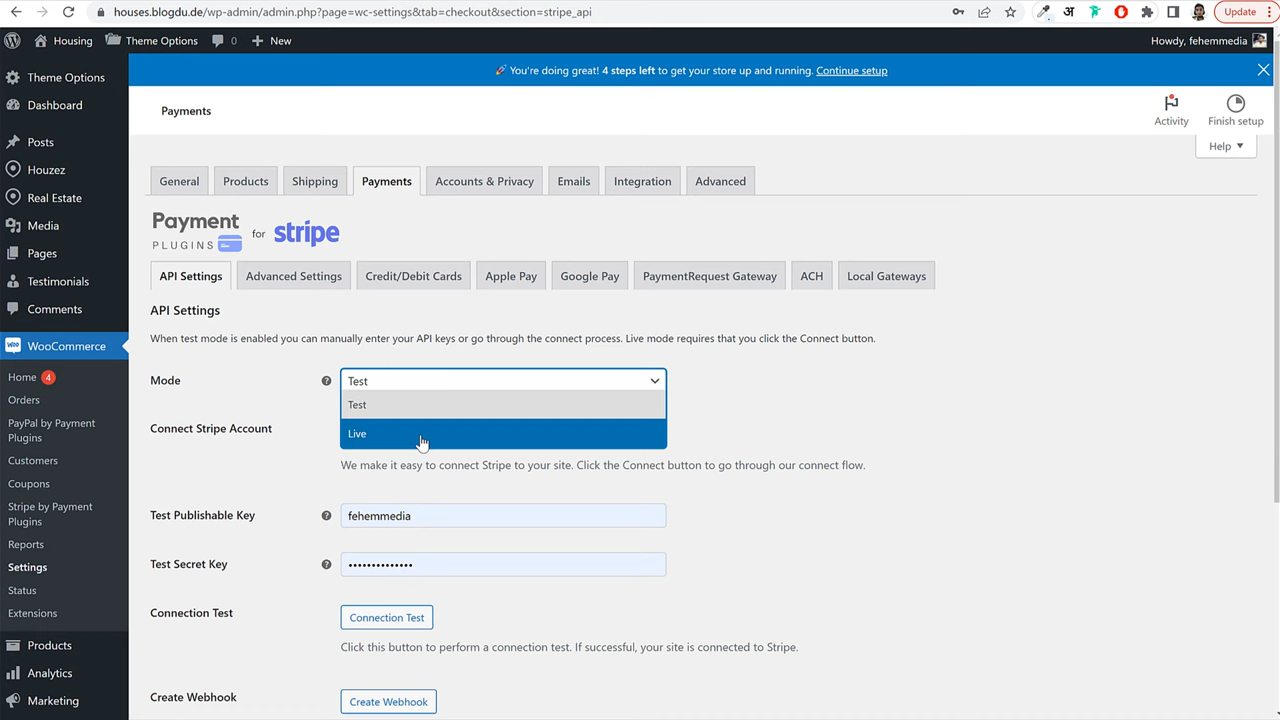 houses.blogdu.de/wp-admin/admin.php?page=wc-settings&tab=checkout&section=stripe_api
अ
Update
Housing
Theme Options
0
New
Howdy, fehemmedia
🚀 You're doing great! 4 steps left to get your store up and running. Continue setup
Theme Options
Dashboard
Posts
Houzez
Real Estate
Media
Pages
Testimonials
Comments
WooCommerce
Home 4
Orders
PayPal by Payment
Plugins
Customers
Coupons
Stripe by Payment
Plugins
Reports
Settings
Status
Extensions
Products
Analytics
Marketing
Payments
Activity
Finish setup
Help
General
Products
Shipping
Payments
Accounts & Privacy
Emails
Integration
Advanced
Payment
PLUGINS
for
stripe
API Settings
Advanced Settings
Credit/Debit Cards
Apple Pay
Google Pay
PaymentRequest Gateway
ACH
Local Gateways
API Settings
When test mode is enabled you can manually enter your API keys or go through the connect process. Live mode requires that you click the Connect button.
Mode
Test
Test
Live
Connect Stripe Account
We make it easy to connect Stripe to your site. Click the Connect button to go through our connect flow.
Test Publishable Key
fehemmedia
Test Secret Key
••••••••••••••
Connection Test
Connection Test
Click this button to perform a connection test. If successful, your site is connected to Stripe.
Create Webhook
Create Webhook